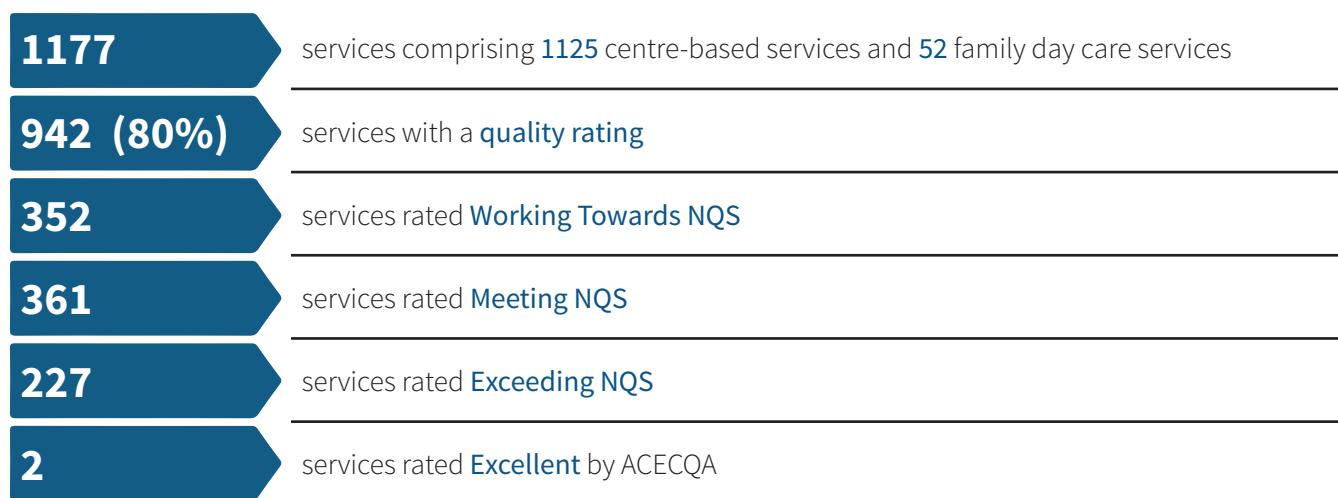 1177 services comprising 1125 centre-based services and 52 family day care services
942 (80%) services with a quality rating
352 services rated Working Towards NQS
361 services rated Meeting NQS
227 services rated Exceeding NQS
2 services rated Excellent by ACECQA